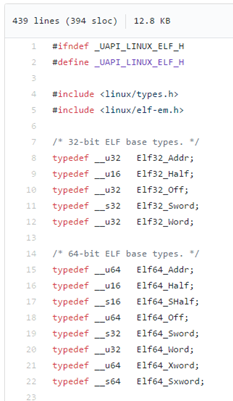 439 lines (394 sloc) 12.8 KB
1 #ifndef _UAPI_LINUX_ELF_H
2 #define _UAPI_LINUX_ELF_H
3
4 #include <linux/types.h>
5 #include <linux/elf-em.h>
6
7 /* 32-bit ELF base types. */
8 typedef __u32 Elf32_Addr;
9 typedef __u16 Elf32_Half;
10 typedef __u32 Elf32_Off;
11 typedef __s32 Elf32_Sword;
12 typedef __u32 Elf32_Word;
13
14 /* 64-bit ELF base types. */
15 typedef __u64 Elf64_Addr;
16 typedef __u16 Elf64_Half;
17 typedef __s16 Elf64_SHalf;
18 typedef __u64 Elf64_Off;
19 typedef __s32 Elf64_Sword;
20 typedef __u32 Elf64_Word;
21 typedef __u64 Elf64_Xword;
22 typedef __s64 Elf64_Sxword;
23